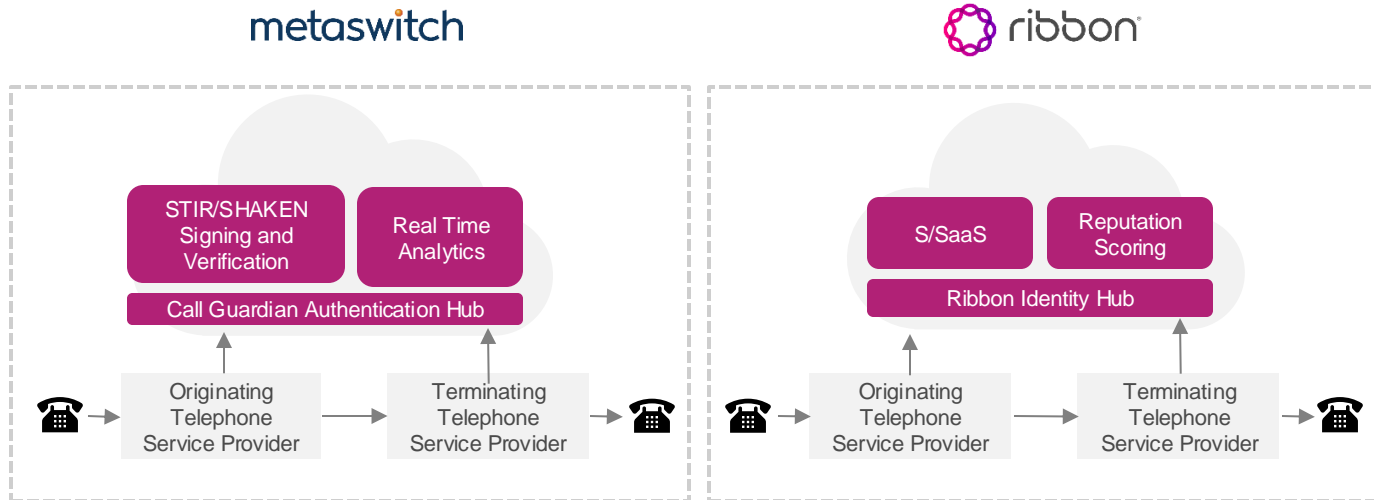 metaswitch
ribbon
STIR/SHAKEN
Signing and
Verification
Real Time
Analytics
Call Guardian Authentication Hub
Originating
Telephone
Service Provider
Terminating
Telephone
Service Provider
S/SaaS
Reputation
Scoring
Ribbon Identity Hub
Originating
Telephone
Service Provider
Terminating
Telephone
Service Provider